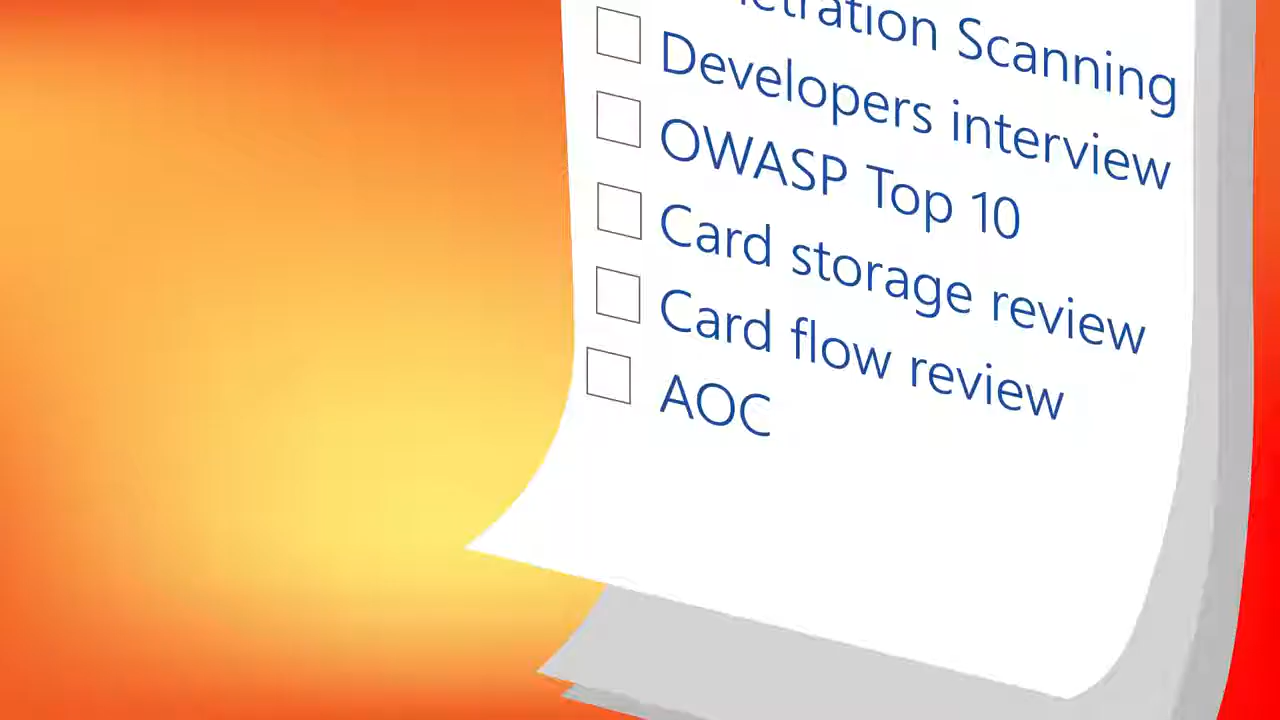 Scanning
Developers interview
OWASP Top 10
Card storage review
Card flow review
AOC